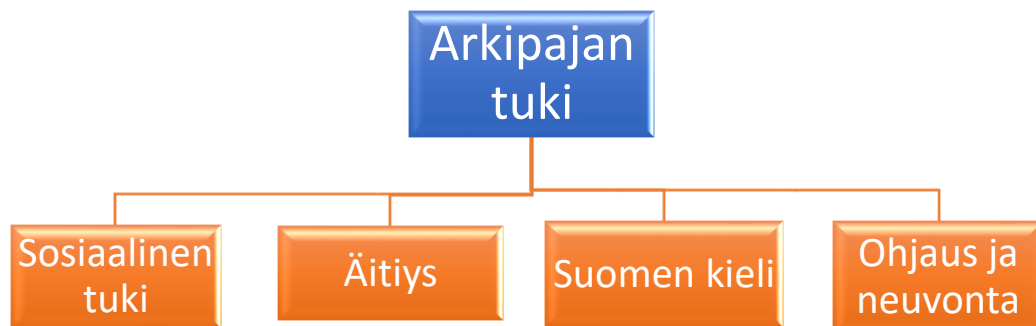 Arkipajan
tuki
Sosiaalinen
tuki
Äitiys
Suomen kieli
Ohjaus ja
neuvonta